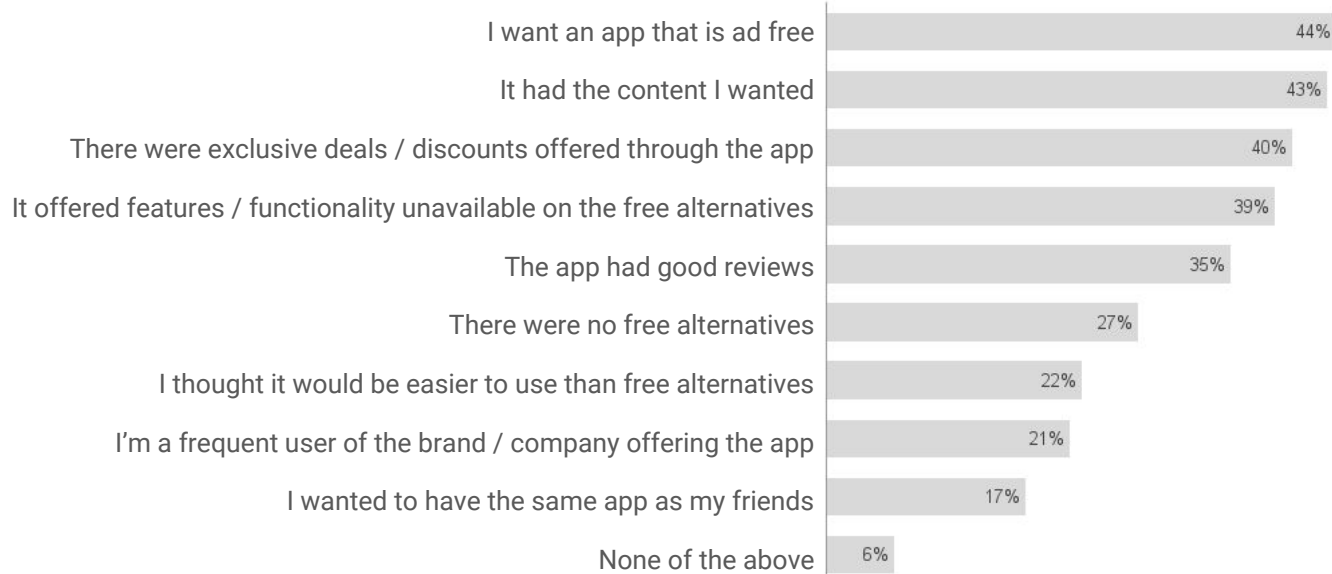 I want an app that is ad free 44%
It had the content I wanted 43%
There were exclusive deals / discounts offered through the app 40%
It offered features / functionality unavailable on the free alternatives 39%
The app had good reviews 35%
There were no free alternatives 27%
I thought it would be easier to use than free alternatives 22%
I’m a frequent user of the brand / company offering the app 21%
I wanted to have the same app as my friends 17%
None of the above 6%